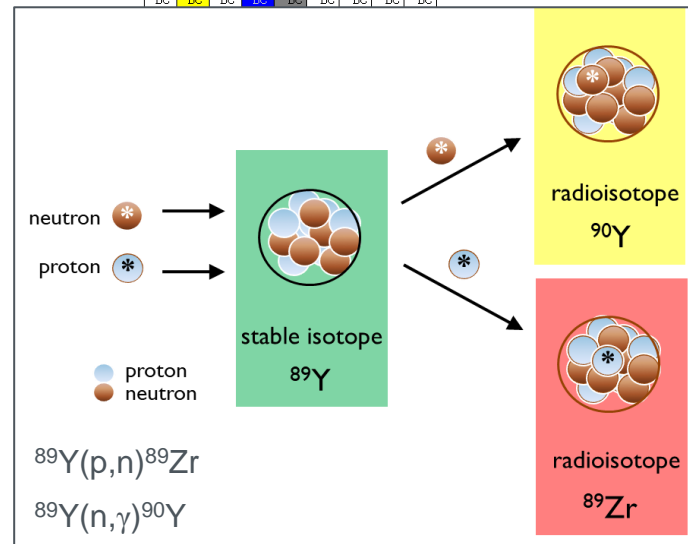 neutron
proton
*
*
*
*
stable isotope
⁸⁹Y
proton
neutron
⁸⁹Y(p,n)⁸⁹Zr
⁸⁹Y(n,γ)⁹⁰Y
*
radioisotope
⁹⁰Y
*
radioisotope
⁸⁹Zr